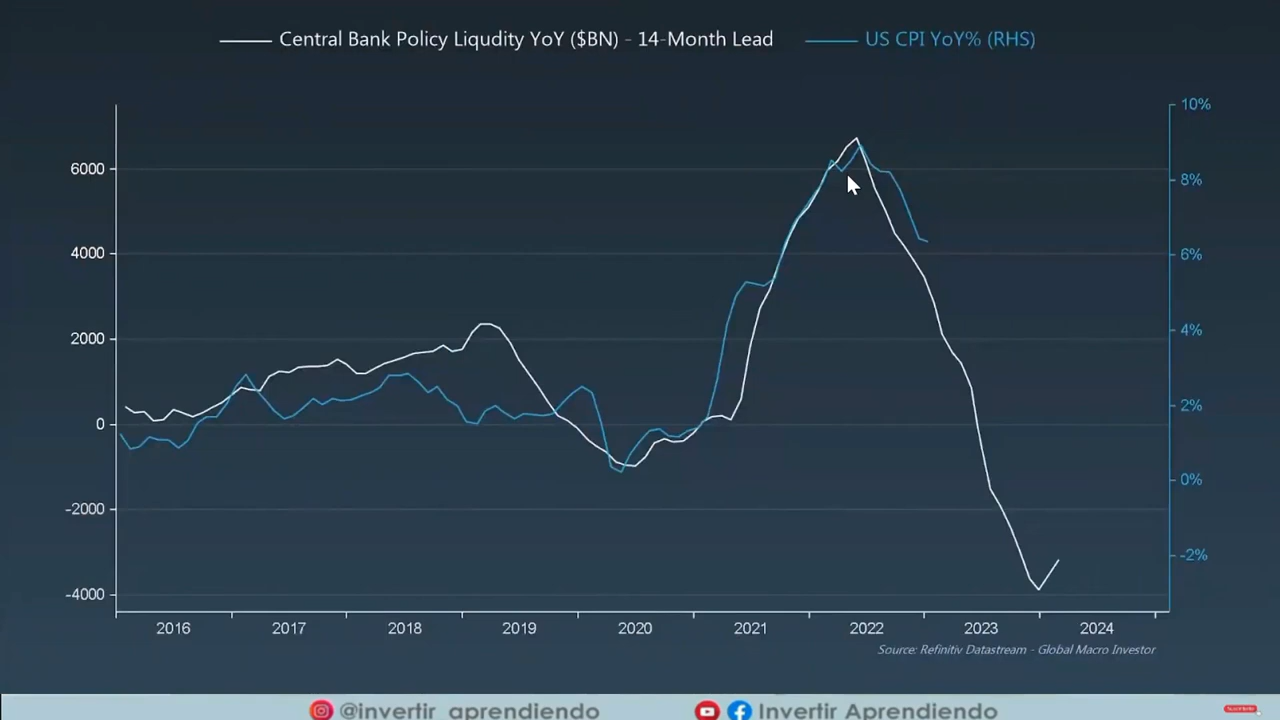 Central Bank Policy Liqudity YoY ($BN) - 14-Month Lead
US CPI YoY% (RHS)
10%
6000
8%
4000
6%
2000
4%
0
2%
-2000
0%
-4000
-2%
2016 2017 2018 2019 2020 2021 2022 2023 2024
Source: Refinitiv Datastream - Global Macro Investor
@invertir_aprendiendo
Invertir Aprendiendo